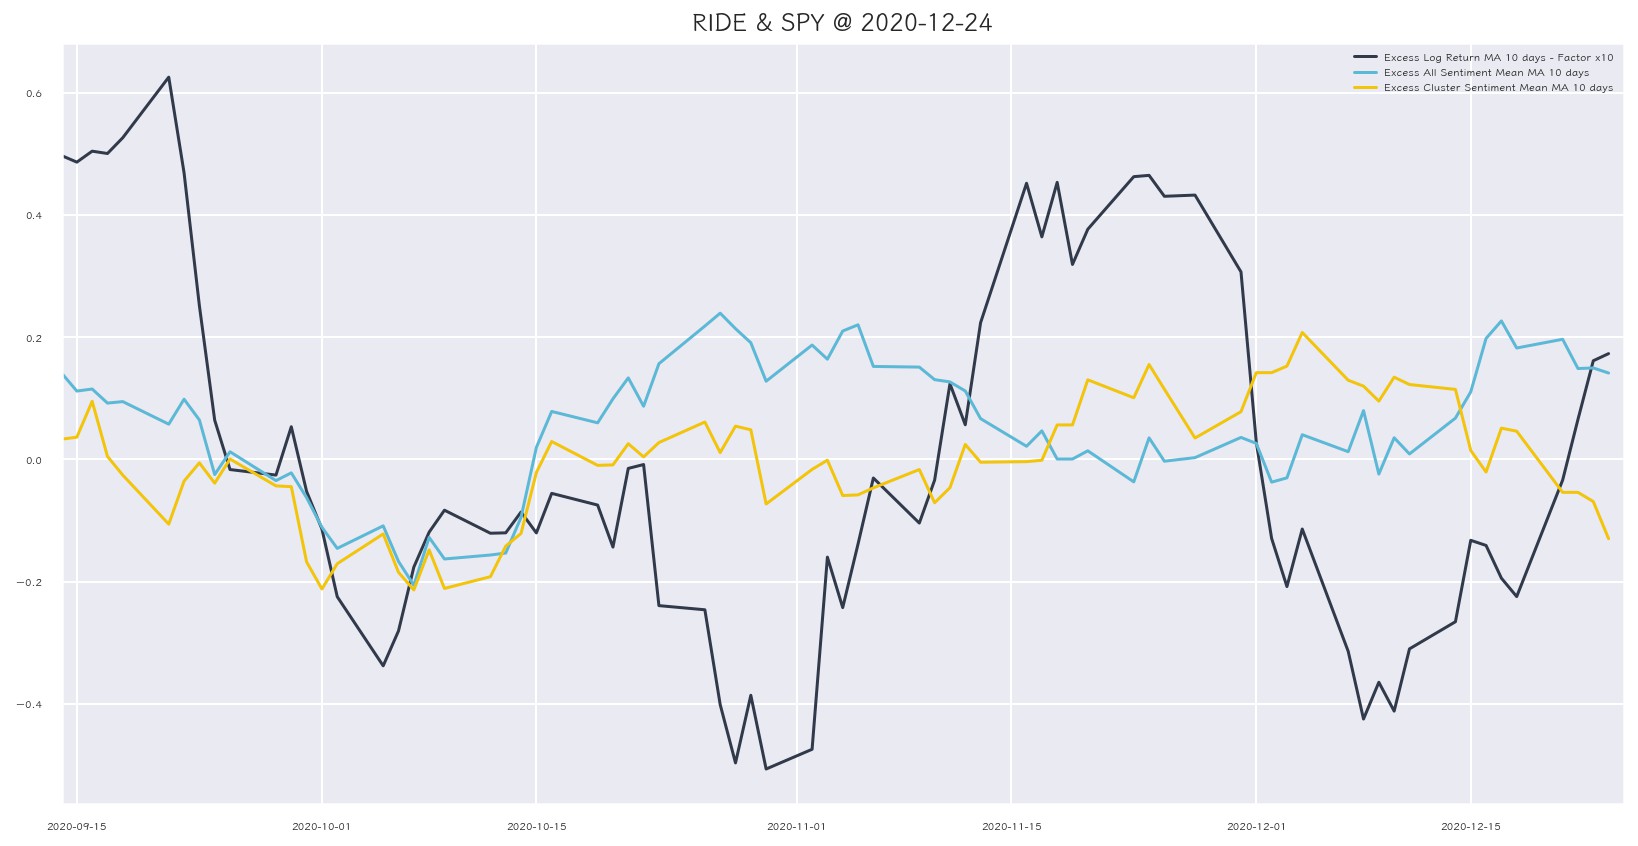 RIDE & SPY @ 2020-12-24
Excess Log Return MA 10 days - Factor x10
Excess All Sentiment Mean MA 10 days
Excess Cluster Sentiment Mean MA 10 days
0.6
0.4
0.2
0.0
−0.2
−0.4
2020-09-15 2020-10-01 2020-10-15 2020-11-01 2020-11-15 2020-12-01 2020-12-15